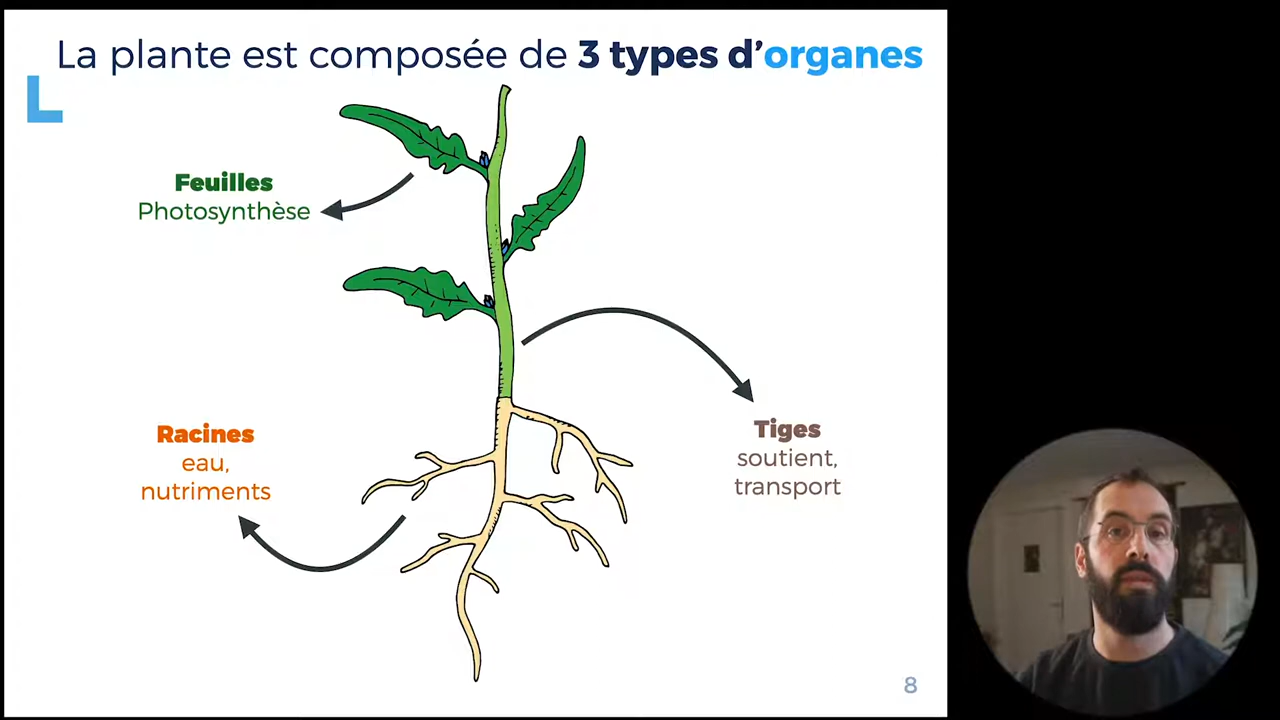 La plante est composée de 3 types d’organes
Feuilles
Photosynthèse
Racines
eau,
nutriments
Tiges
soutient,
transport
8